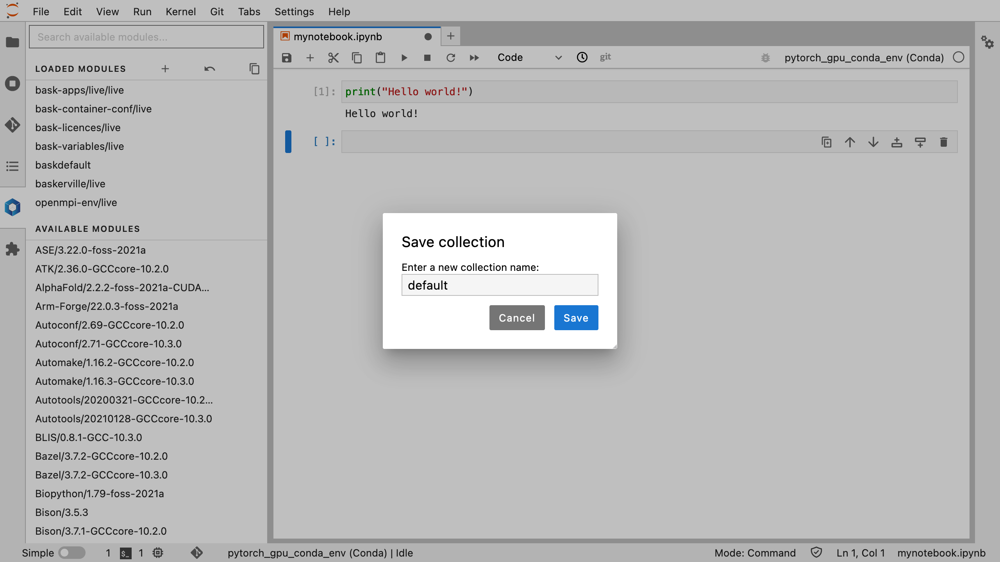 File Edit View Run Kernel Git Tabs Settings Help
Search available modules...
LOADED MODULES
bask-apps/live/live
bask-container-conf/live
bask-licences/live
bask-variables/live
baskdefault
baskerville/live
openmpi-env/live
AVAILABLE MODULES
ASE/3.22.0-foss-2021a
ATK/2.36.0-GCCcore-10.2.0
AlphaFold/2.2.2-foss-2021a-CUDA...
Arm-Forge/22.0.3-foss-2021a
Autoconf/2.69-GCCcore-10.2.0
Autoconf/2.71-GCCcore-10.3.0
Automake/1.16.2-GCCcore-10.2.0
Automake/1.16.3-GCCcore-10.3.0
Autotools/20200321-GCCcore-10.2...
Autotools/20210128-GCCcore-10.3.0
BLIS/0.8.1-GCC-10.3.0
Bazel/3.7.2-GCCcore-10.2.0
Bazel/3.7.2-GCCcore-10.3.0
Biopython/1.79-foss-2021a
Bison/3.5.3
Bison/3.7.1-GCCcore-10.2.0
mynotebook.ipynb
Code git pytorch_gpu_conda_env (Conda)
[1]: print("Hello world!")
Hello world!
[ ]:
Save collection
Enter a new collection name:
default
Cancel Save
Simple 1 $_ 1 pytorch_gpu_conda_env (Conda) | Idle Mode: Command Ln 1, Col 1 mynotebook.ipynb